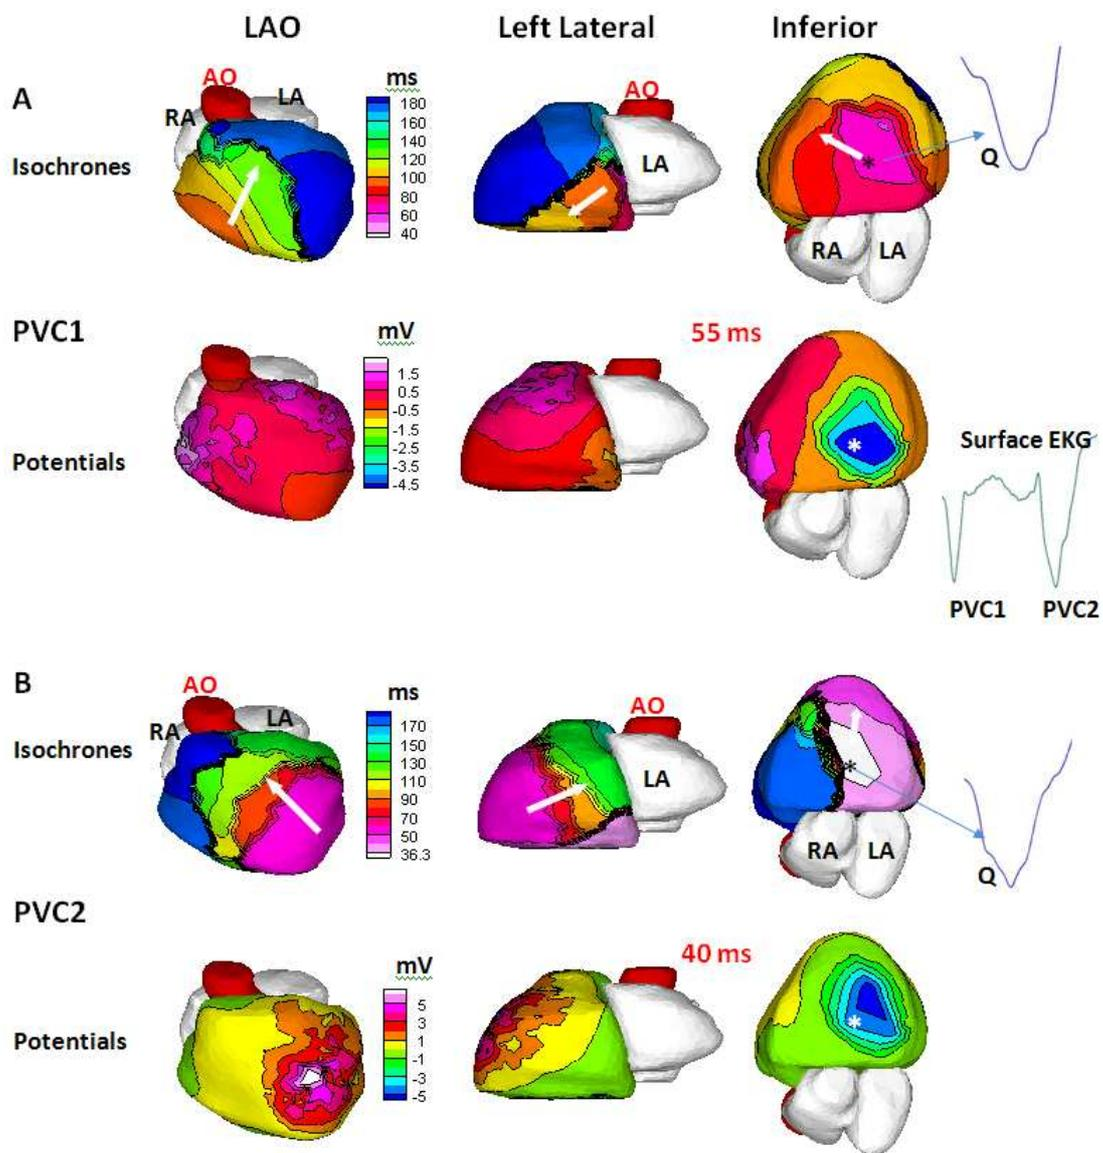 LAO
Left Lateral
Inferior
A
Isochrones
AO
RA
LA
ms
180
160
140
120
100
80
60
40
AO
LA
RA
LA
Q
PVC1
Potentials
mV
1.5
0.5
-0.5
-1.5
-2.5
-3.5
-4.5
55 ms
Surface EKG
PVC1
PVC2
B
Isochrones
AO
RA
LA
ms
170
150
130
110
90
70
50
36.3
AO
LA
RA
LA
Q
PVC2
Potentials
mV
5
3
1
-1
-3
-5
40 ms